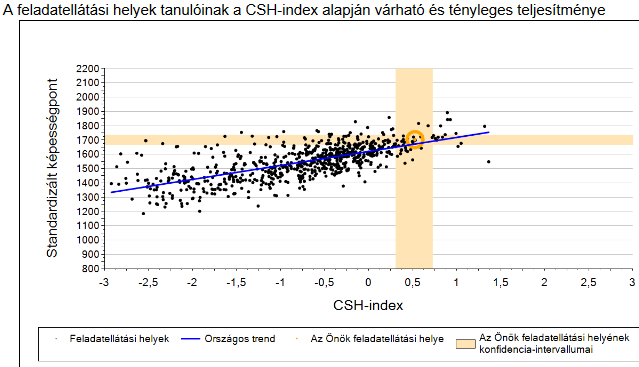 A feladatellátási helyek tanulóinak a CSH-index alapján várható és tényleges teljesítménye
Standardizált képességpont
2200
2100
2000
1900
1800
1700
1600
1500
1400
1300
1200
1100
1000
900
800
-3 -2,5 -2 -1,5 -1 -0,5 0 0,5 1 1,5 2 2,5 3
CSH-index
Feladatellátási helyek Országos trend Az Önök feladatellátási helye Az Önök feladatellátási helyének
konfidencia-intervallumai